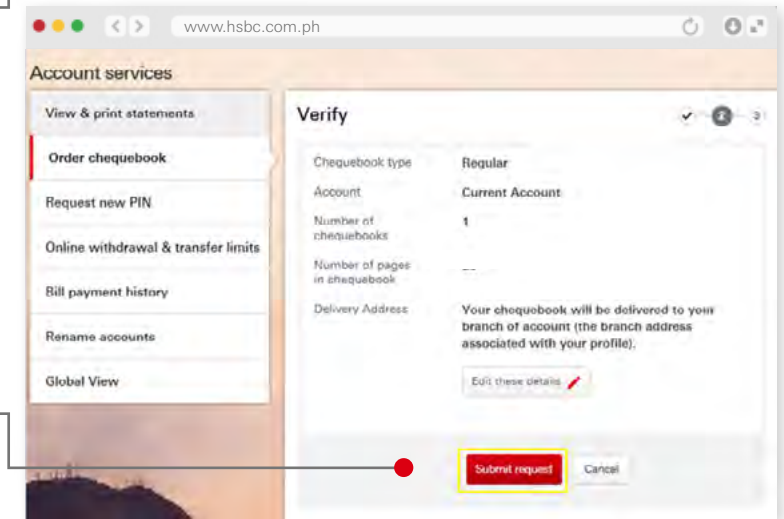 www.hsbc.com.ph
Account services
View & print statements
Order chequebook
Request new PIN
Online withdrawal & transfer limits
Bill payment history
Rename accounts
Global View
Verify
2
3
Chequebook type
Regular
Account
Current Account
Number of
chequebooks
1
Number of pages
in chequebook
--
Delivery Address
Your chequebook will be delivered to your
branch of account (the branch address
associated with your profile).
Edit these details
Submit request
Cancel